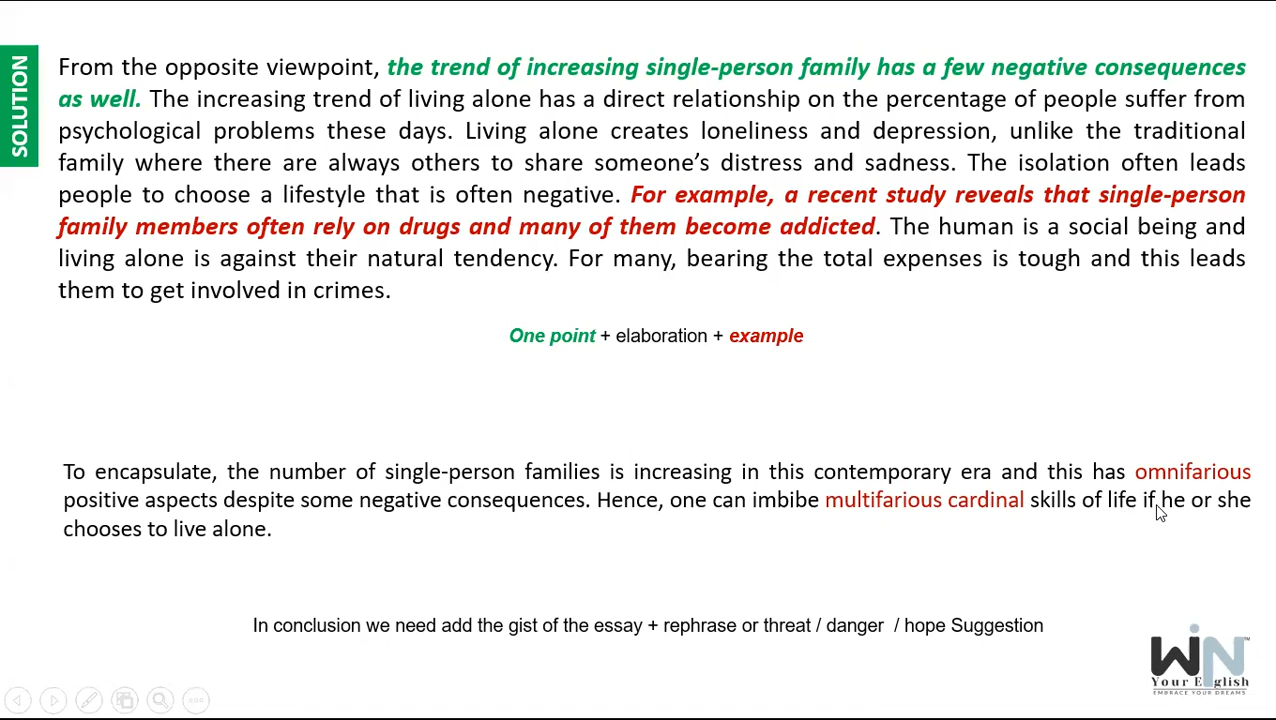 SOLUTION
From the opposite viewpoint, the trend of increasing single-person family has a few negative consequences
as well. The increasing trend of living alone has a direct relationship on the percentage of people suffer from
psychological problems these days. Living alone creates loneliness and depression, unlike the traditional
family where there are always others to share someone’s distress and sadness. The isolation often leads
people to choose a lifestyle that is often negative. For example, a recent study reveals that single-person
family members often rely on drugs and many of them become addicted. The human is a social being and
living alone is against their natural tendency. For many, bearing the total expenses is tough and this leads
them to get involved in crimes.
One point + elaboration + example
To encapsulate, the number of single-person families is increasing in this contemporary era and this has omnifarious
positive aspects despite some negative consequences. Hence, one can imbibe multifarious cardinal skills of life if he or she
chooses to live alone.
In conclusion we need add the gist of the essay + rephrase or threat / danger / hope Suggestion
WiN
TM
Your English
EMBRACE YOUR DREAMS